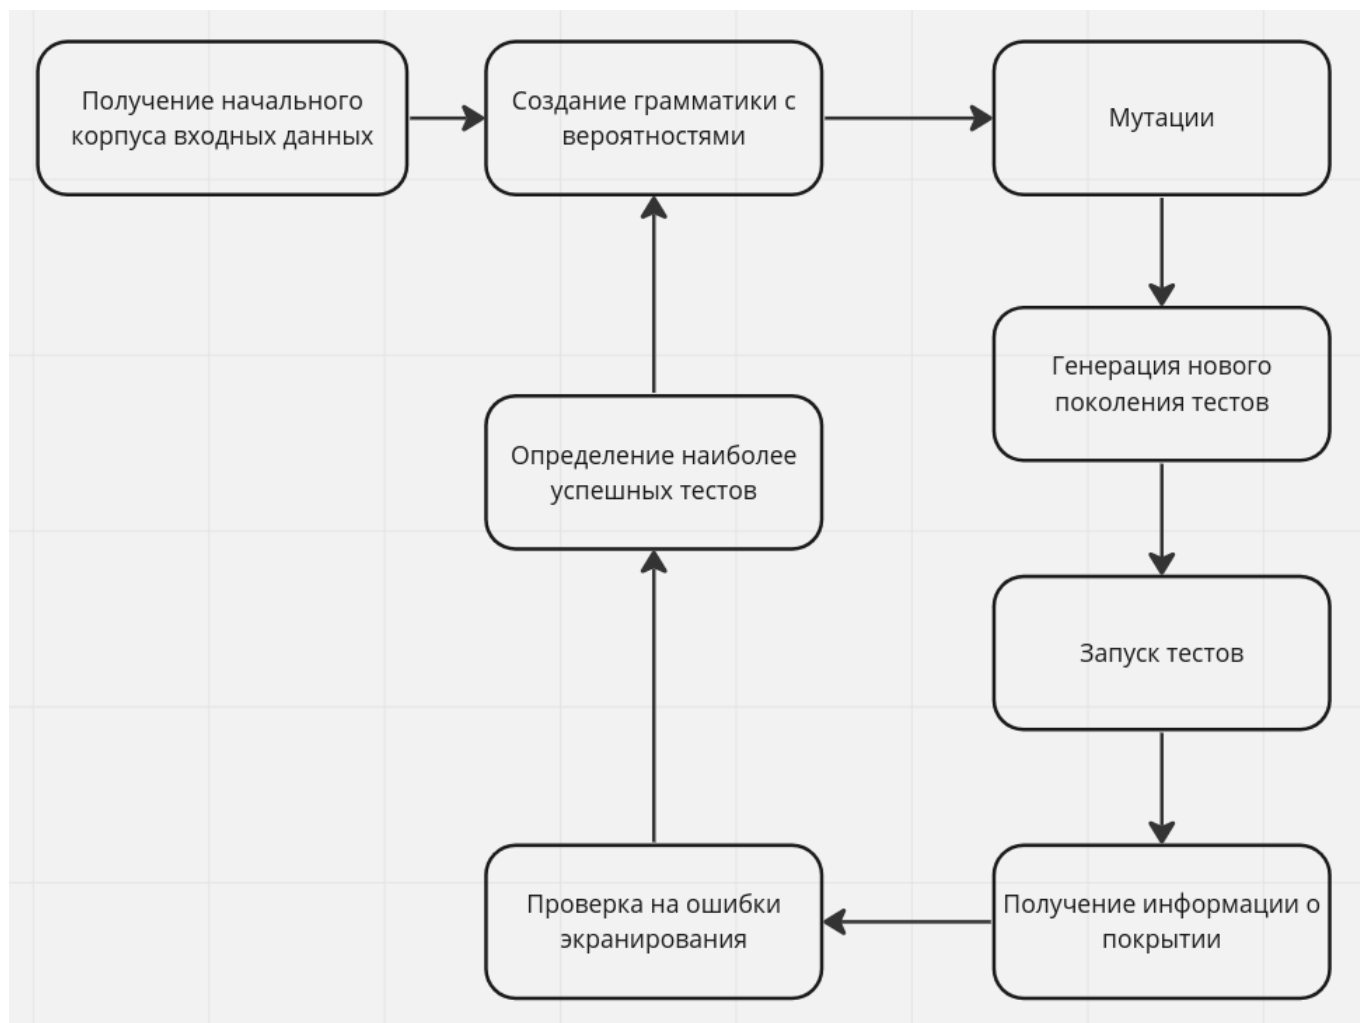 Получение начального
корпуса входных данных
Создание грамматики с
вероятностями
Мутации
Генерация нового
поколения тестов
Определение наиболее
успешных тестов
Запуск тестов
Проверка на ошибки
экранирования
Получение информации о
покрытии